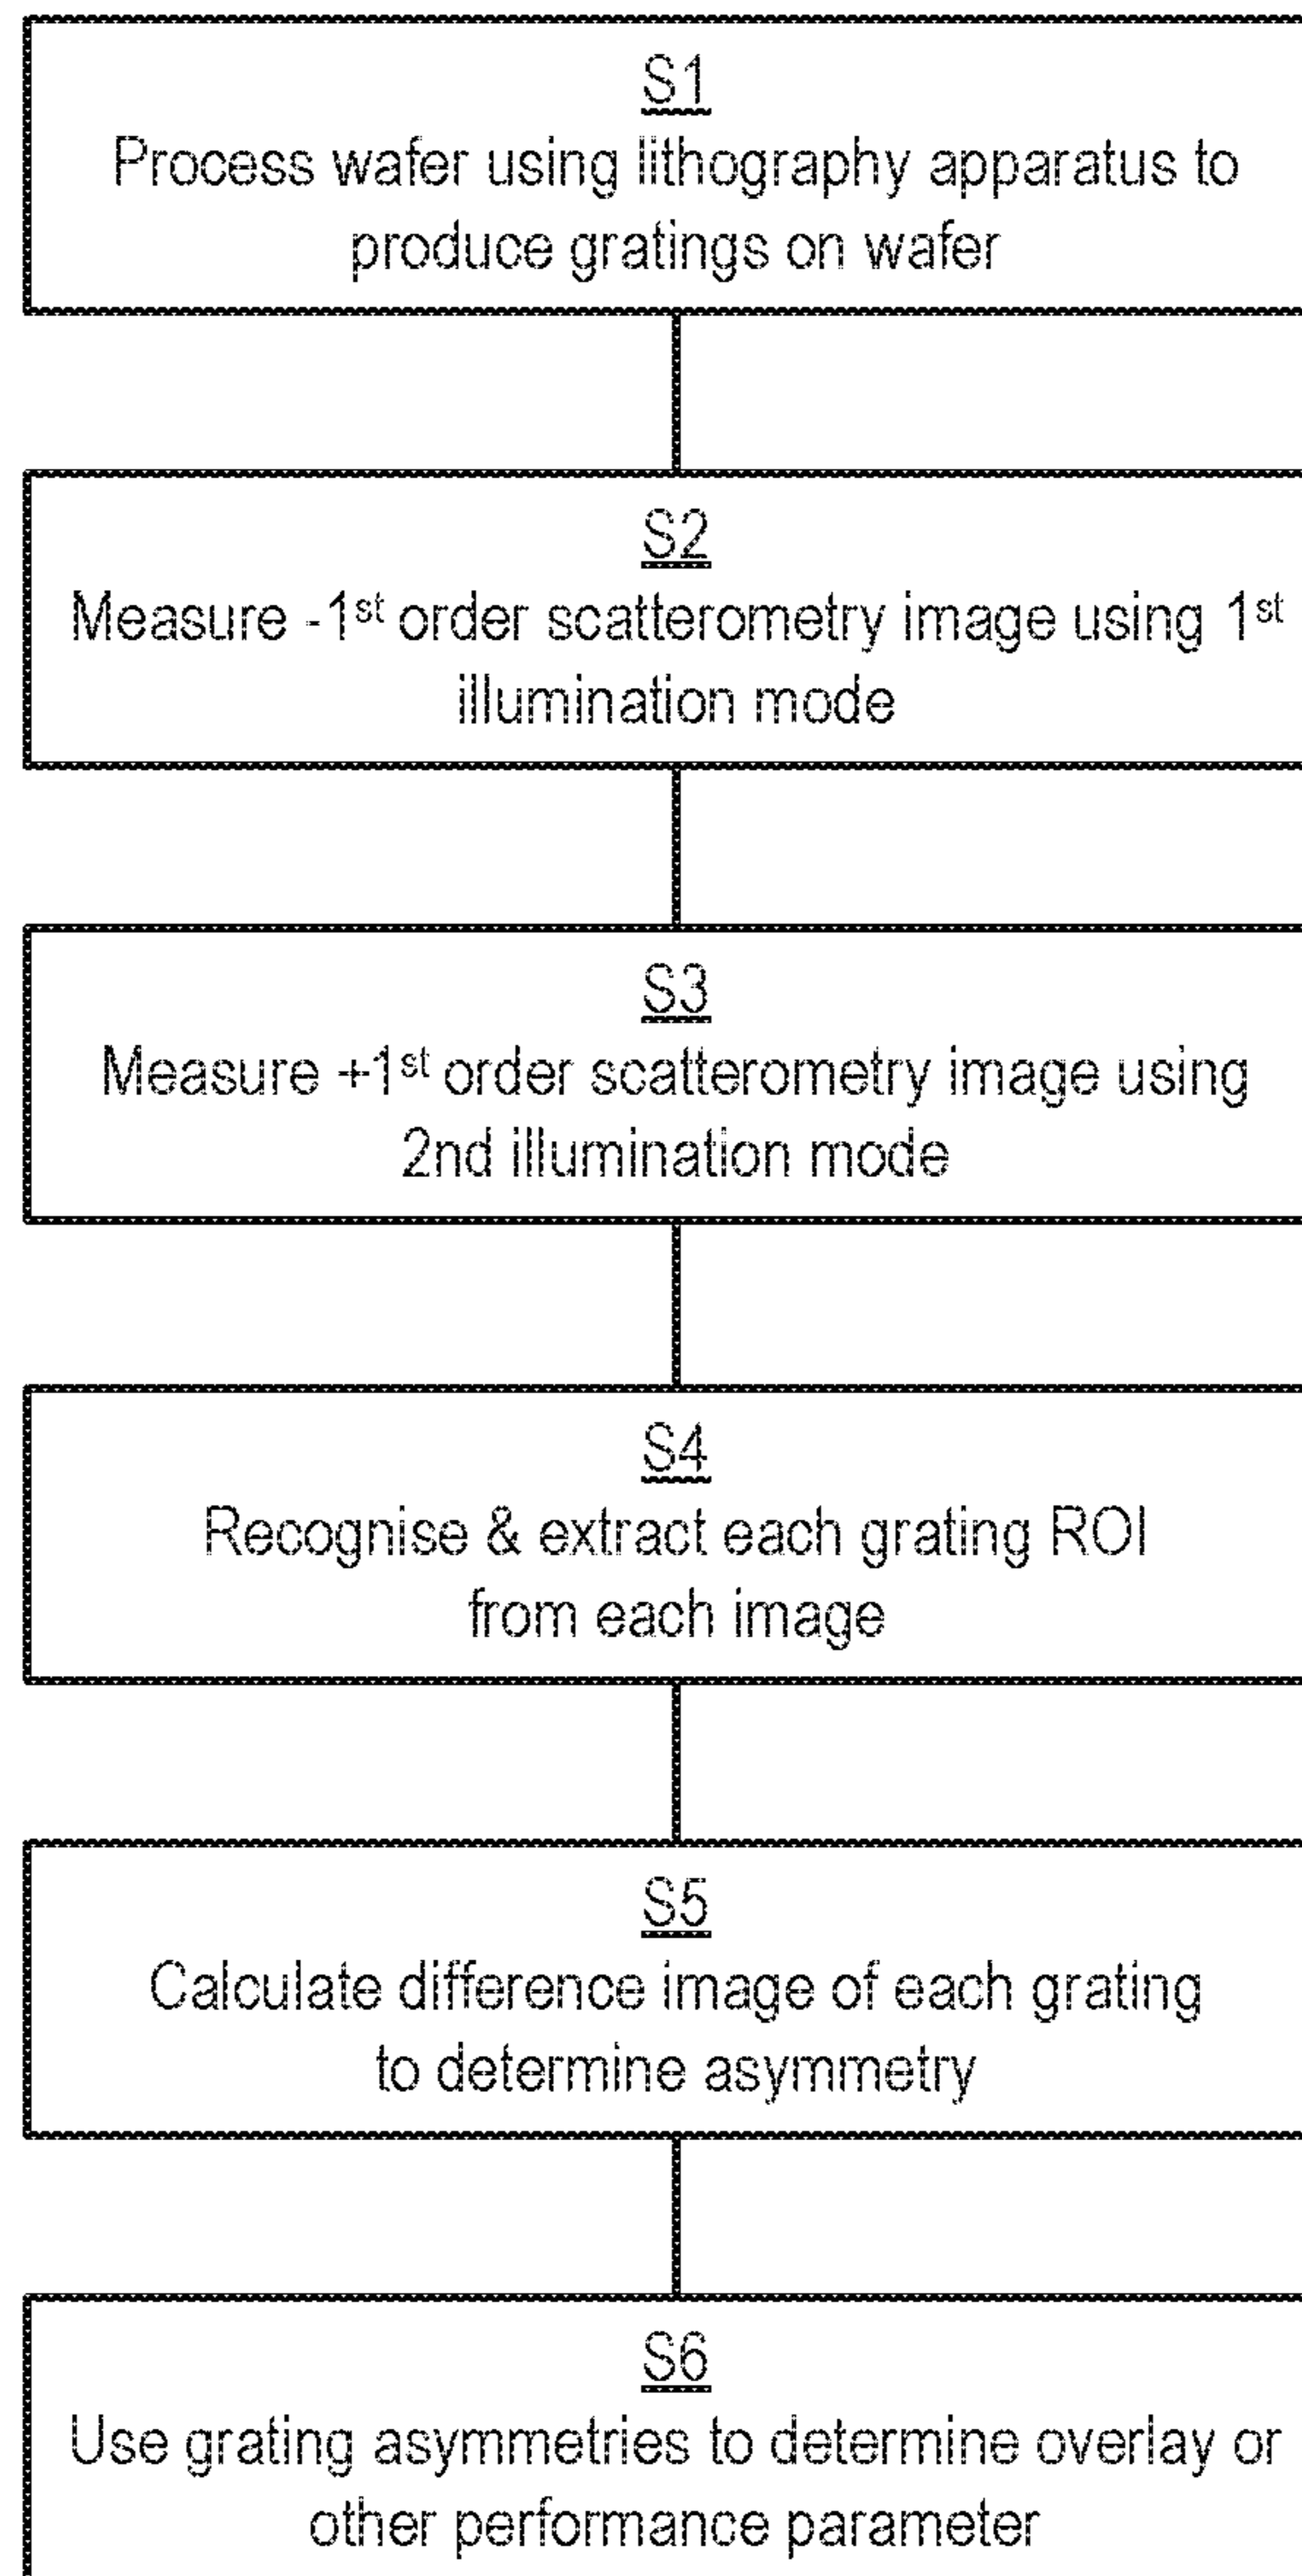 S1
Process wafer using lithography apparatus to
produce gratings on wafer
S2
Measure -1st order scatterometry image using 1st
illumination mode
S3
Measure +1st order scatterometry image using
2nd illumination mode
S4
Recognise & extract each grating ROI
from each image
S5
Calculate difference image of each grating
to determine asymmetry
S6
Use grating asymmetries to determine overlay or
other performance parameter